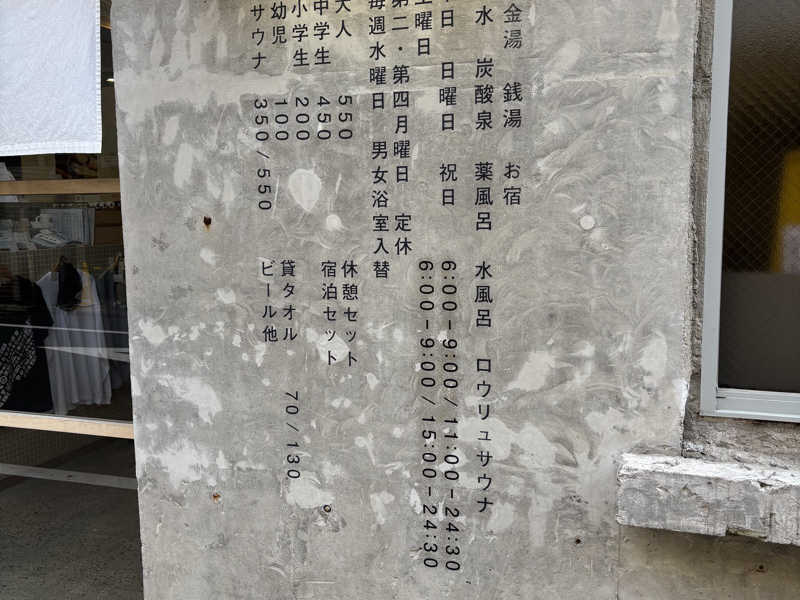 金湯 銭湯 お宿
水 炭酸泉 薬風呂 水風呂 ロウリュサウナ
日 日曜日 祝日 6:00-9:00/11:00-24:30
土曜日 6:00-9:00/15:00-24:30
第二・第四月曜日 定休
毎週水曜日 男女浴室入替
大人 550 休憩セット
中学生 450 宿泊セット
小学生 200
幼児 100 貸タオル 70/130
サウナ 350/550 ビール他